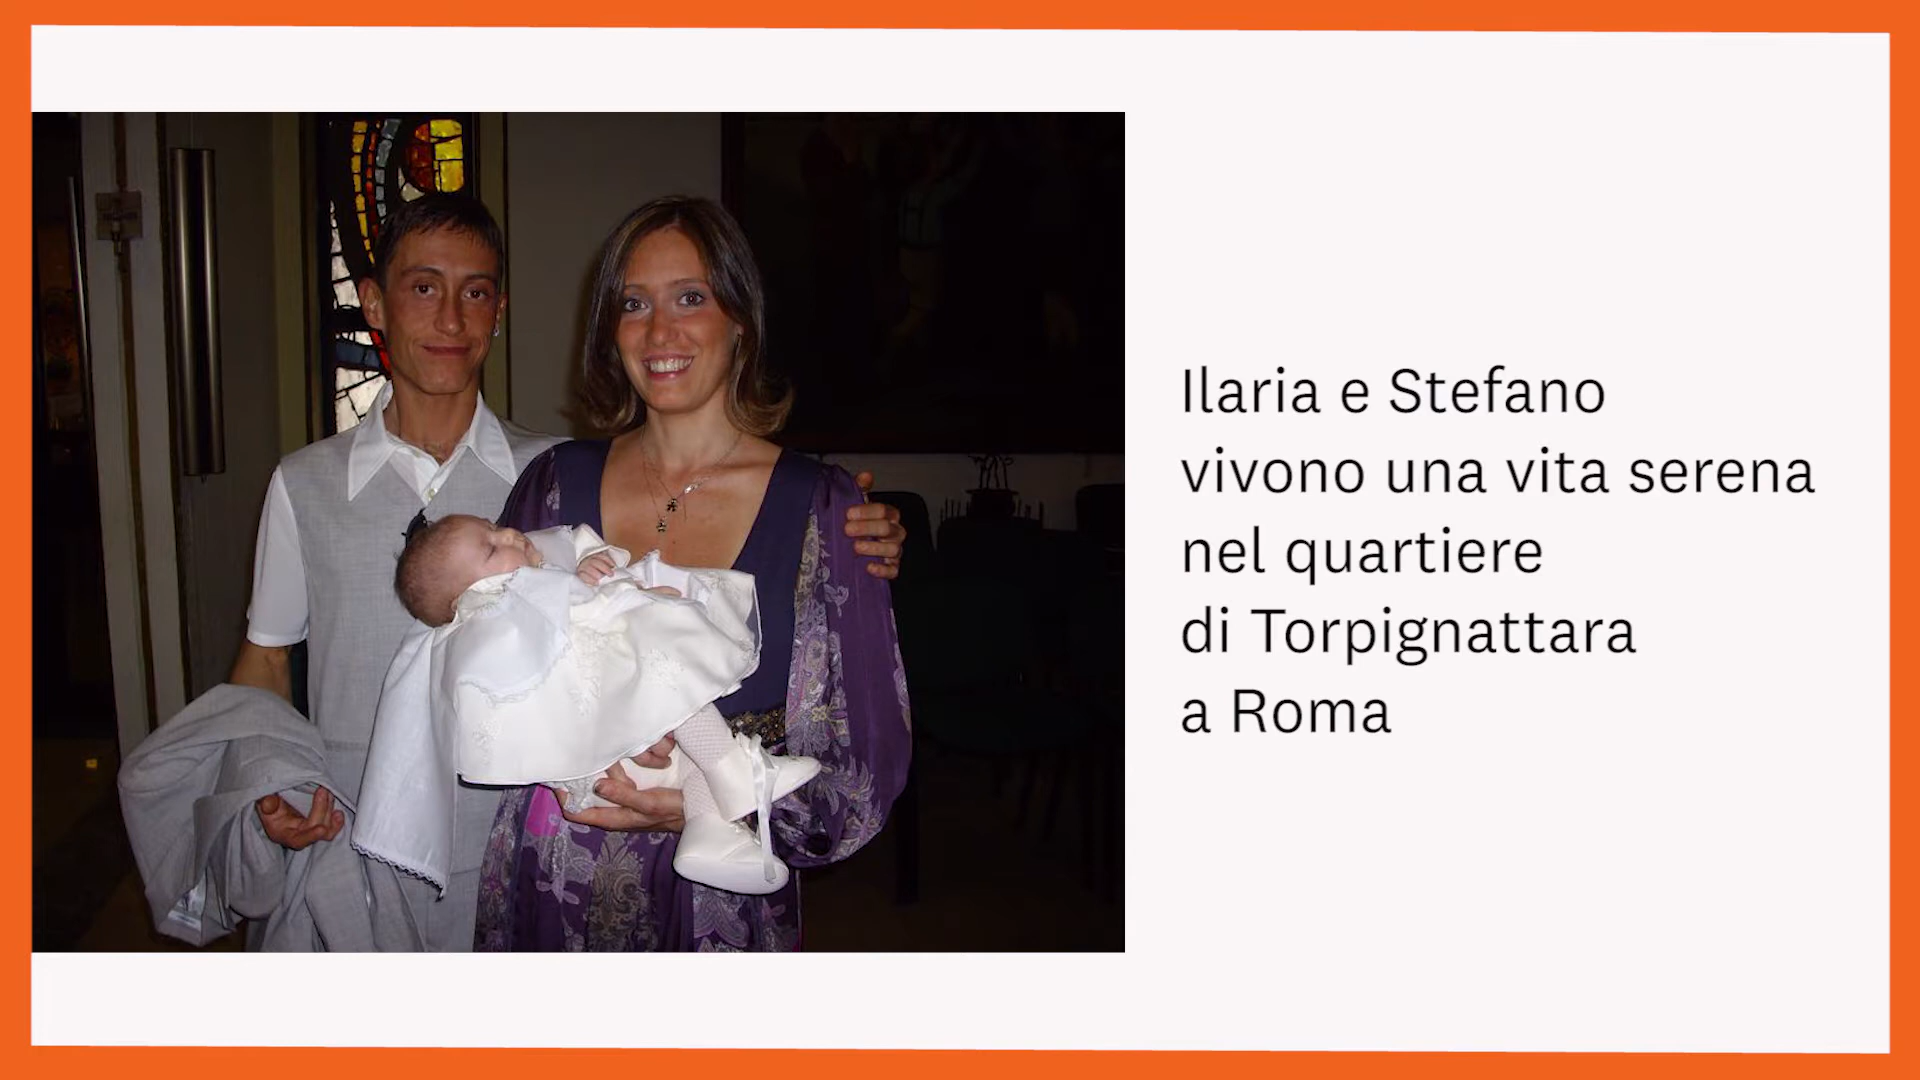 Ilaria e Stefano
vivono una vita serena
nel quartiere
di Torpignattara
a Roma